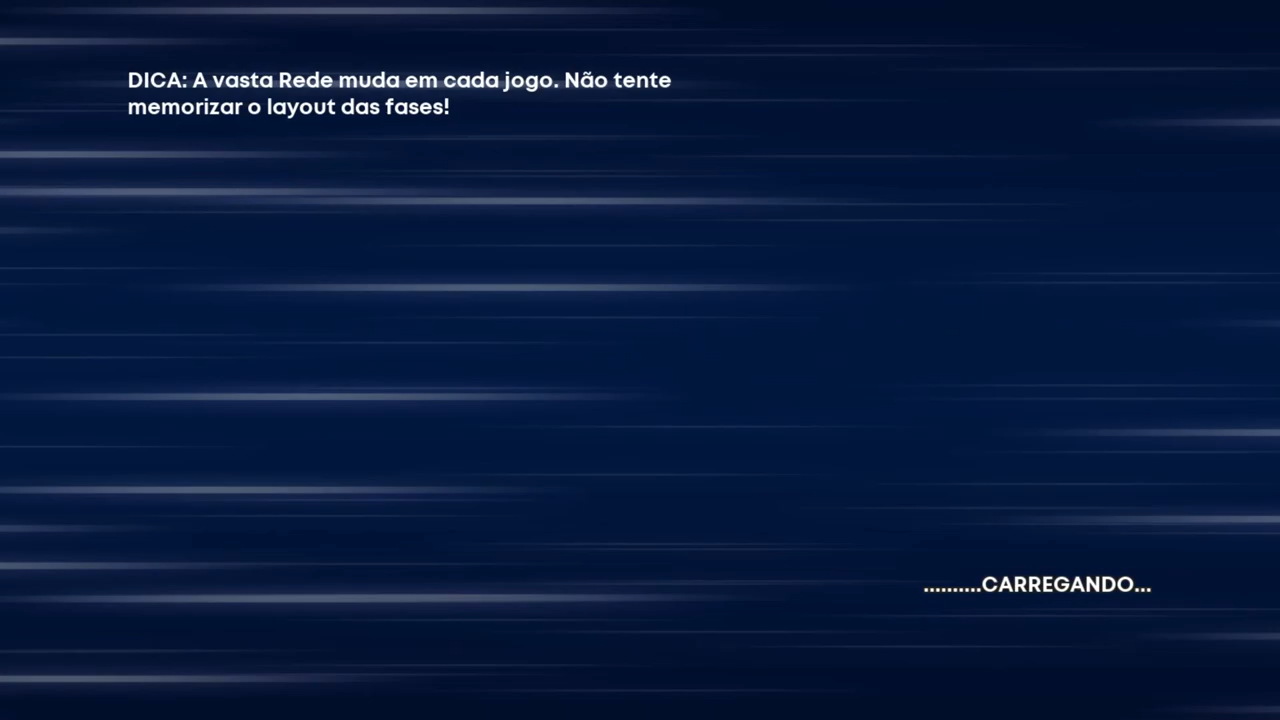 DICA: A vasta Rede muda em cada jogo. Não tente
memorizar o layout das fases!
..........CARREGANDO...